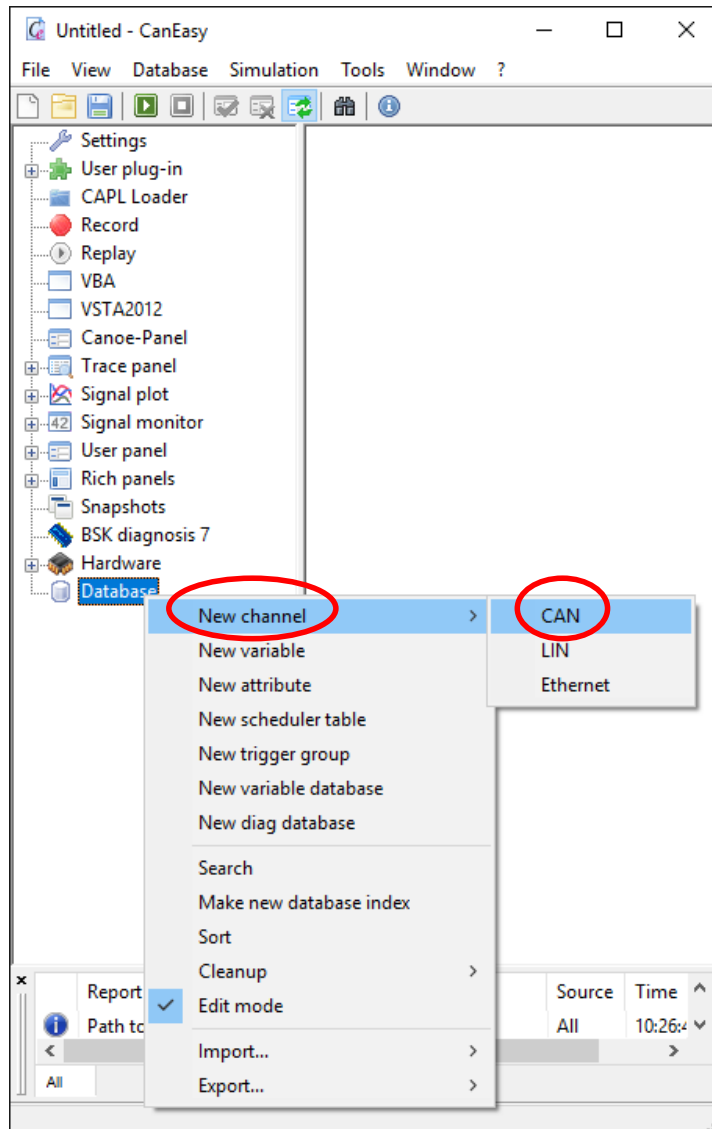 Untitled - CanEasy
File View Database Simulation Tools Window ?
Settings
User plug-in
CAPL Loader
Record
Replay
VBA
VSTA2012
Canoe-Panel
Trace panel
Signal plot
42 Signal monitor
User panel
Rich panels
Snapshots
BSK diagnosis 7
Hardware
Database
New channel
CAN
New variable
LIN
New attribute
Ethernet
New scheduler table
New trigger group
New variable database
New diag database
Search
Make new database index
Sort
Cleanup
Edit mode
Import...
Export...
Report Source Time
Path to All 10:26:4
All